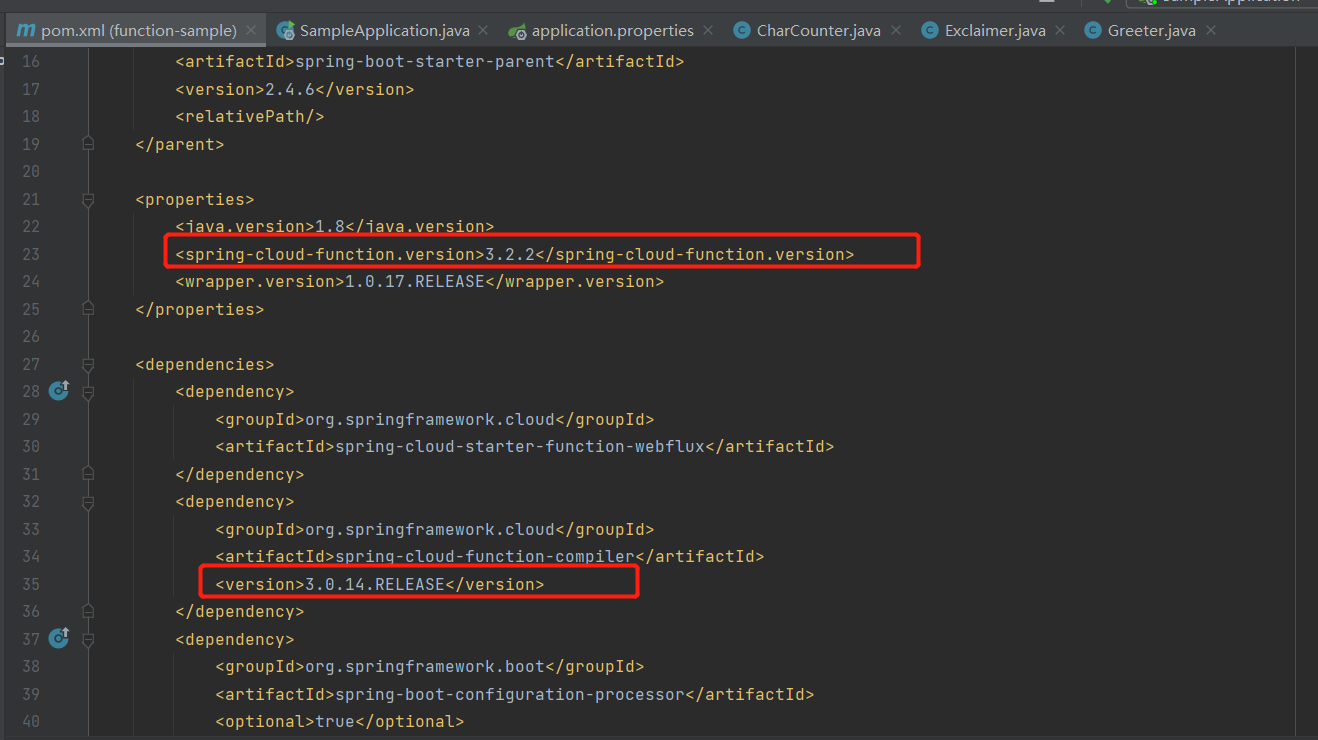 pom.xml (function-sample) SampleApplication.java application.properties CharCounter.java Exclaimer.java Greeter.java
16 <artifactId>spring-boot-starter-parent</artifactId>
17 <version>2.4.6</version>
18 <relativePath/>
19 </parent>
20
21 <properties>
22 <java.version>1.8</java.version>
23 <spring-cloud-function.version>3.2.2</spring-cloud-function.version>
24 <wrapper.version>1.0.17.RELEASE</wrapper.version>
25 </properties>
26
27 <dependencies>
28 <dependency>
29 <groupId>org.springframework.cloud</groupId>
30 <artifactId>spring-cloud-starter-function-webflux</artifactId>
31 </dependency>
32 <dependency>
33 <groupId>org.springframework.cloud</groupId>
34 <artifactId>spring-cloud-function-compiler</artifactId>
35 <version>3.0.14.RELEASE</version>
36 </dependency>
37 <dependency>
38 <groupId>org.springframework.boot</groupId>
39 <artifactId>spring-boot-configuration-processor</artifactId>
40 <optional>true</optional>